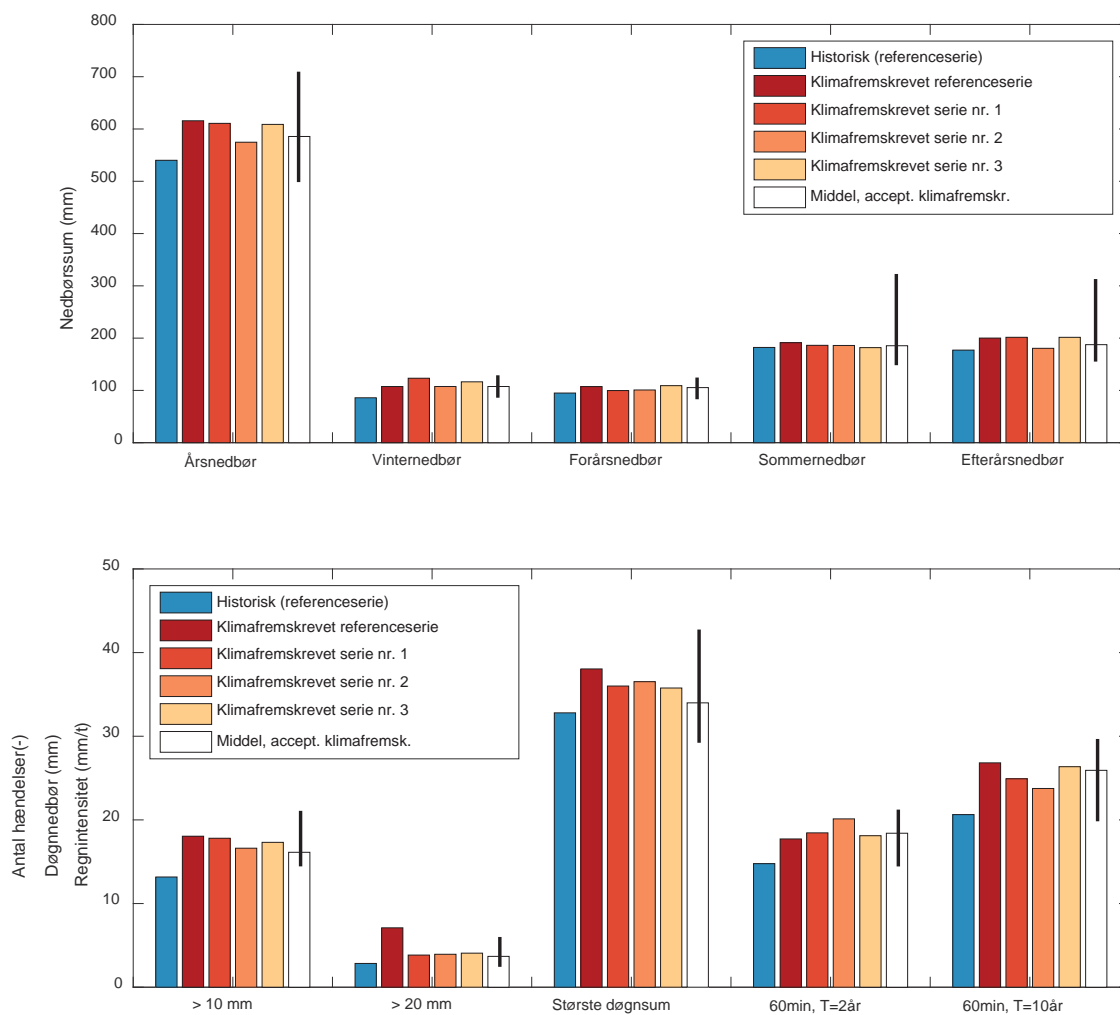 800
700
600
500
400
300
200
100
0
Nedbørssum (mm)
Historisk (referenceserie)
Klimafremskrevet referenceserie
Klimafremskrevet serie nr. 1
Klimafremskrevet serie nr. 2
Klimafremskrevet serie nr. 3
Middel, accept. klimafremskr.
Årsnedbør
Vinternedbør
Forårsnedbør
Sommernedbør
Efterårsnedbør
50
40
30
20
10
0
Antal hændelser(-)
Døgnnedbør (mm)
Regnintensitet (mm/t)
Historisk (referenceserie)
Klimafremskrevet referenceserie
Klimafremskrevet serie nr. 1
Klimafremskrevet serie nr. 2
Klimafremskrevet serie nr. 3
Middel, accept. klimafremsk.
> 10 mm
> 20 mm
Største døgnsum
60min, T=2år
60min, T=10år